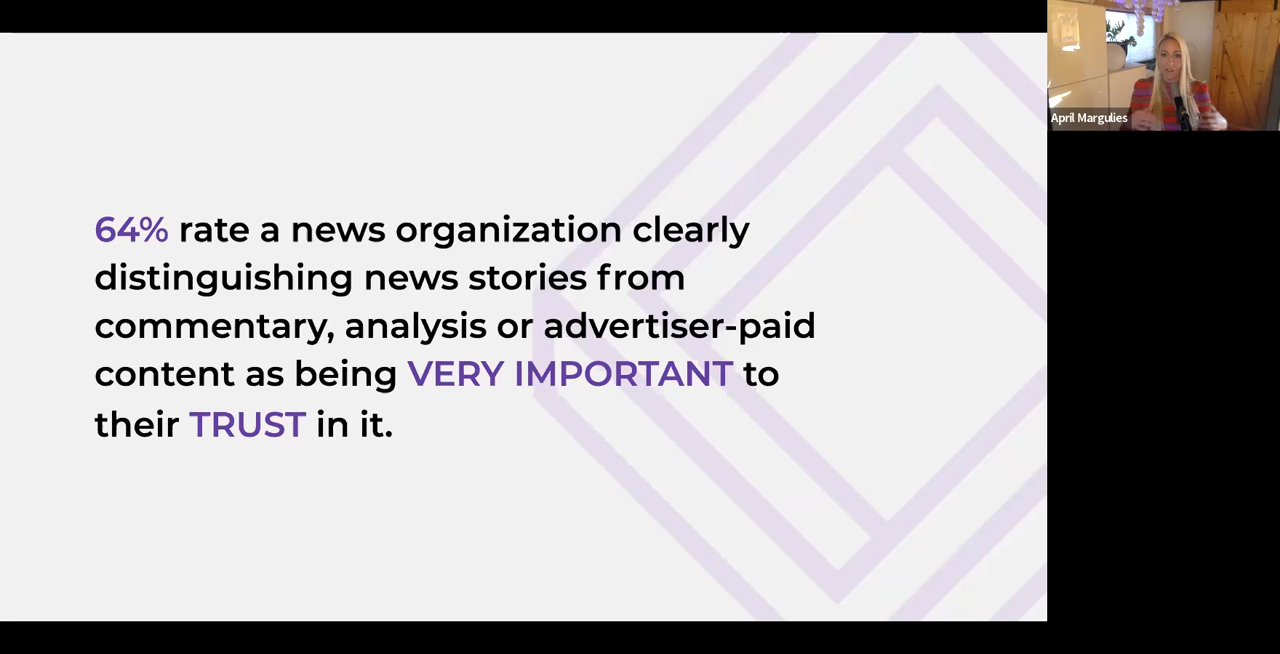 64% rate a news organization clearly
distinguishing news stories from
commentary, analysis or advertiser-paid
content as being VERY IMPORTANT to
their TRUST in it.
April Margulies